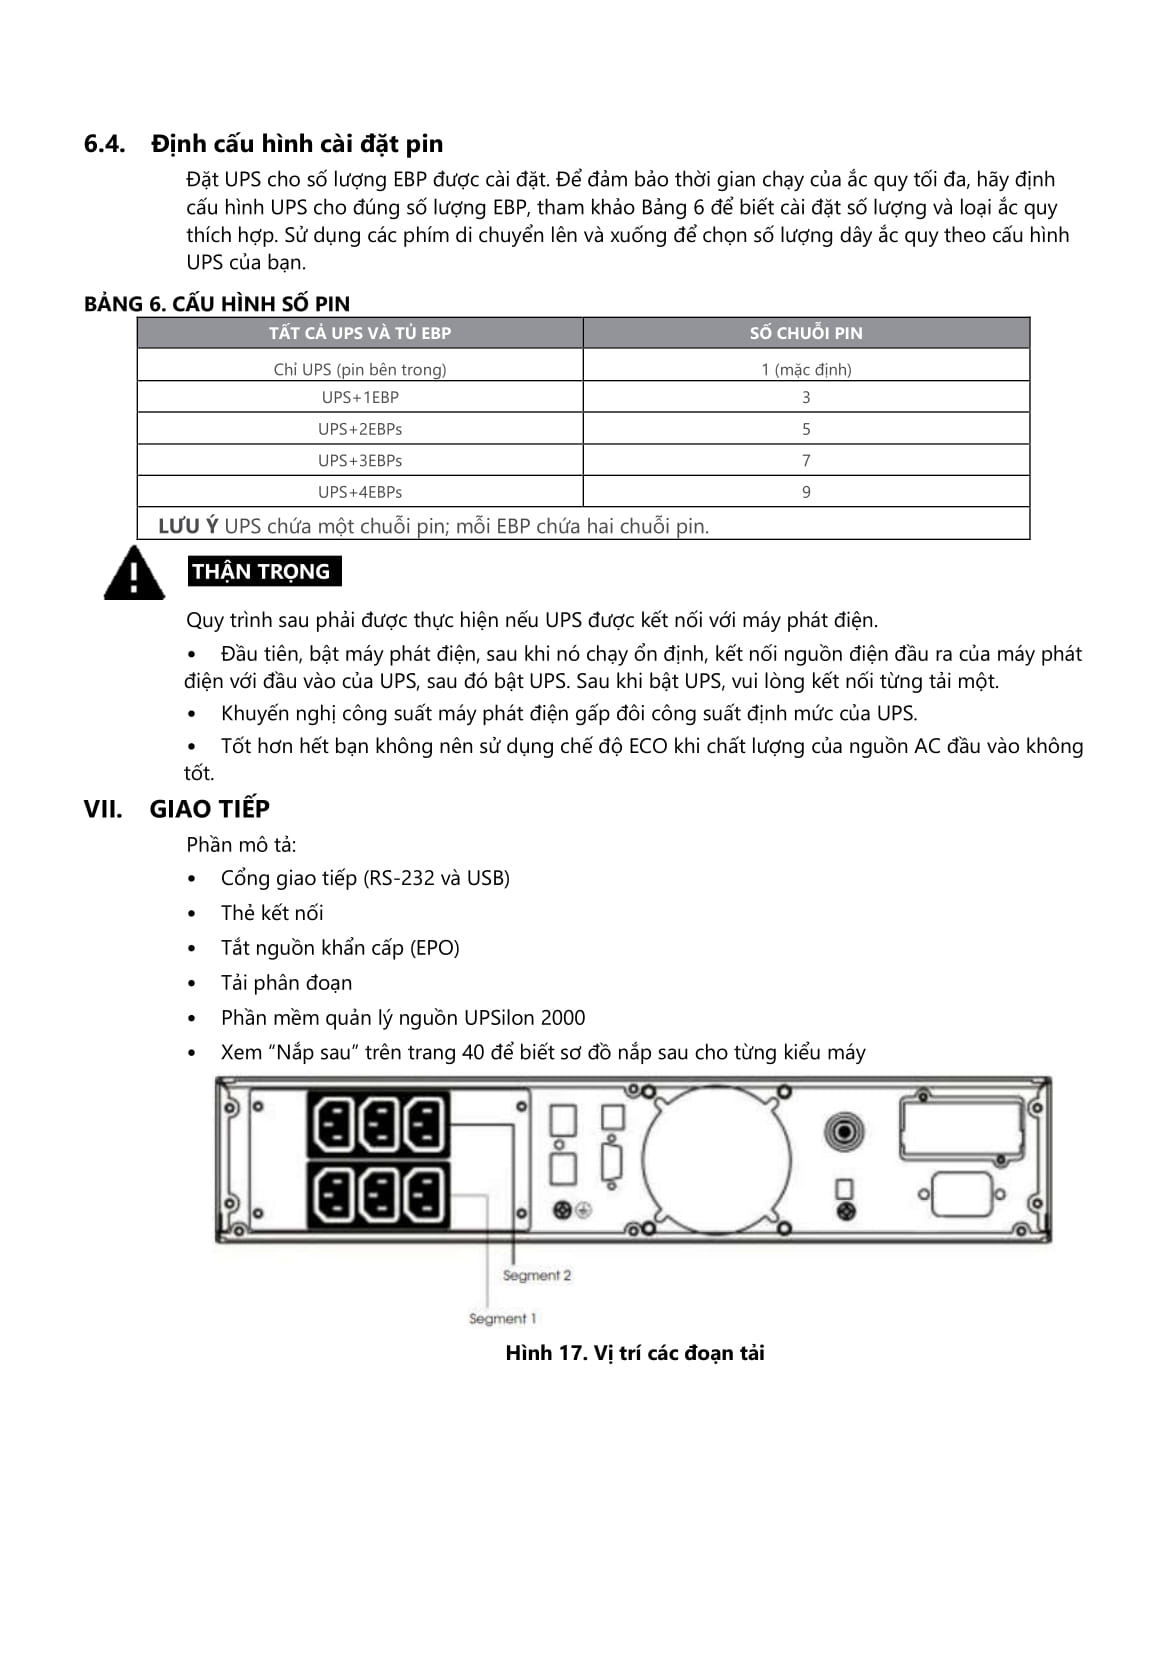 6.4. Định cấu hình cài đặt pin
Đặt UPS cho số lượng EBP được cài đặt. Để đảm bảo thời gian chạy của ắc quy tối đa, hãy định
cấu hình UPS cho đúng số lượng EBP, tham khảo Bảng 6 để biết cài đặt số lượng và loại ắc quy
thích hợp. Sử dụng các phím di chuyển lên và xuống để chọn số lượng dây ắc quy theo cấu hình
UPS của bạn.
BẢNG 6. CẤU HÌNH SỐ PIN
TẤT CẢ UPS VÀ TỦ EBP SỐ CHUỖI PIN
Chỉ UPS (pin bên trong) 1 (mặc định)
UPS+1EBP 3
UPS+2EBPs 5
UPS+3EBPs 7
UPS+4EBPs 9
LƯU Ý UPS chứa một chuỗi pin; mỗi EBP chứa hai chuỗi pin.
THẬN TRỌNG
Quy trình sau phải được thực hiện nếu UPS được kết nối với máy phát điện.
• Đầu tiên, bật máy phát điện, sau khi nó chạy ổn định, kết nối nguồn điện đầu ra của máy phát
điện với đầu vào của UPS, sau đó bật UPS. Sau khi bật UPS, vui lòng kết nối từng tải một.
• Khuyến nghị công suất máy phát điện gấp đôi công suất định mức của UPS.
• Tốt hơn hết bạn không nên sử dụng chế độ ECO khi chất lượng của nguồn AC đầu vào không
tốt.
VII. GIAO TIẾP
Phần mô tả:
• Cổng giao tiếp (RS-232 và USB)
• Thẻ kết nối
• Tắt nguồn khẩn cấp (EPO)
• Tải phân đoạn
• Phần mềm quản lý nguồn UPSilon 2000
• Xem “Nắp sau” trên trang 40 để biết sơ đồ nắp sau cho từng kiểu máy
Segment 2
Segment 1
Hình 17. Vị trí các đoạn tải